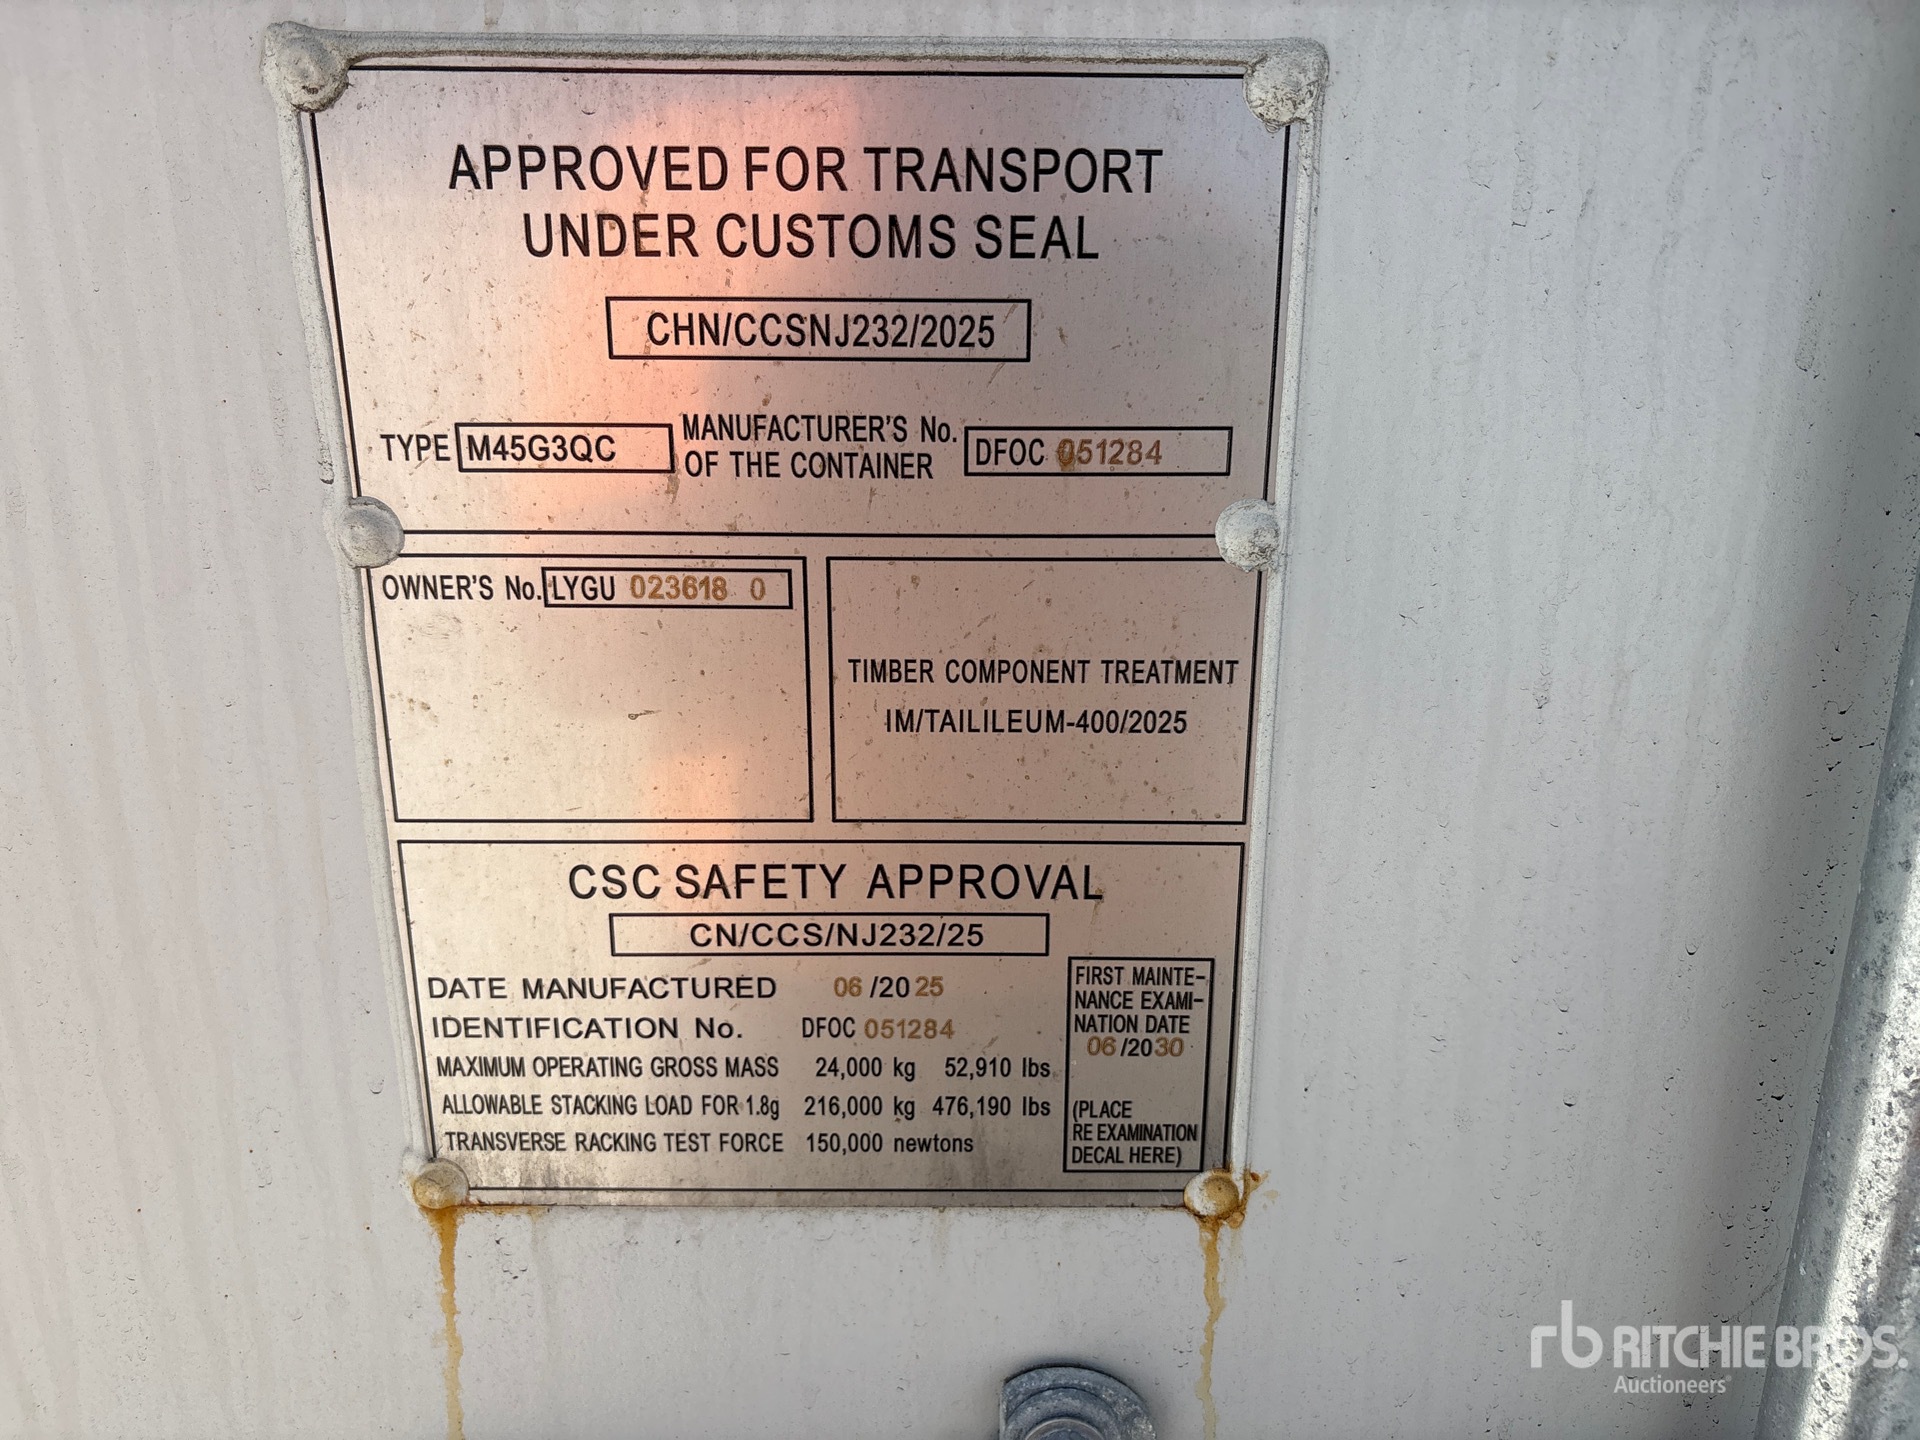 APPROVED FOR TRANSPORT
UNDER CUSTOMS SEAL
CHN/CCSNJ232/2025
TYPE M45G3QC MANUFACTURER'S No. OF THE CONTAINER DFOC 051284
OWNER'S No. LYGU 023618 0
TIMBER COMPONENT TREATMENT
IM/TAILILEUM-400/2025
CSC SAFETY APPROVAL
CN/CCS/NJ232/25
DATE MANUFACTURED 06/2025
IDENTIFICATION No. DFOC 051284
MAXIMUM OPERATING GROSS MASS 24,000 kg 52,910 lbs
ALLOWABLE STACKING LOAD FOR 1.8g 216,000 kg 476,190 lbs
TRANSVERSE RACKING TEST FORCE 150,000 newtons
FIRST MAINTE-
NANCE EXAMI-
NATION DATE
06/2030
(PLACE
RE EXAMINATION
DECAL HERE)
rb RITCHIE BROS.
Auctioneers